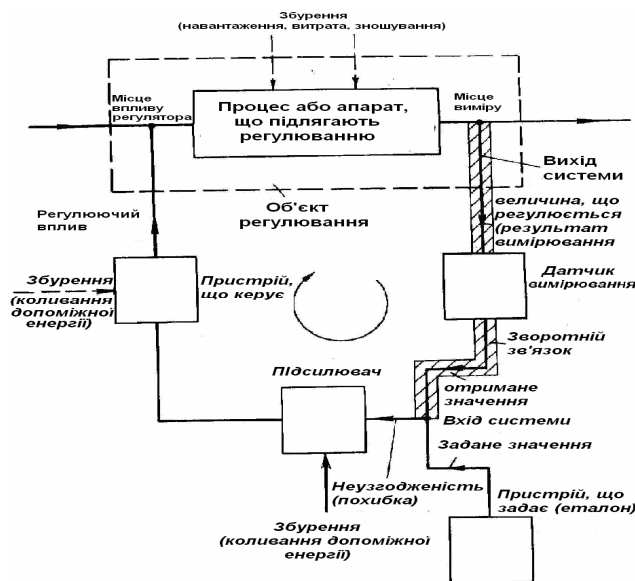 Збурення
(навантаження, витрата, зношування)
Місце
впливу
регулятора
Процес або апарат,
що підлягають
регулюванню
Місце
виміру
Вихід
системи
Об'єкт
регулювання
величина, що
регулюється
(результат
вимірювання
Регулюючий
вплив
Збурення
(коливання
допоміжної
енергії)
Пристрій,
що керує
Датчик
вимірювання
Зворотній
зв'язок
Підсилювач
отримане
значення
Вхід системи
Задане значення
Неузгодженість
(похибка)
Пристрій, що
задає (еталон)
Збурення
(коливання допоміжної
енергії)